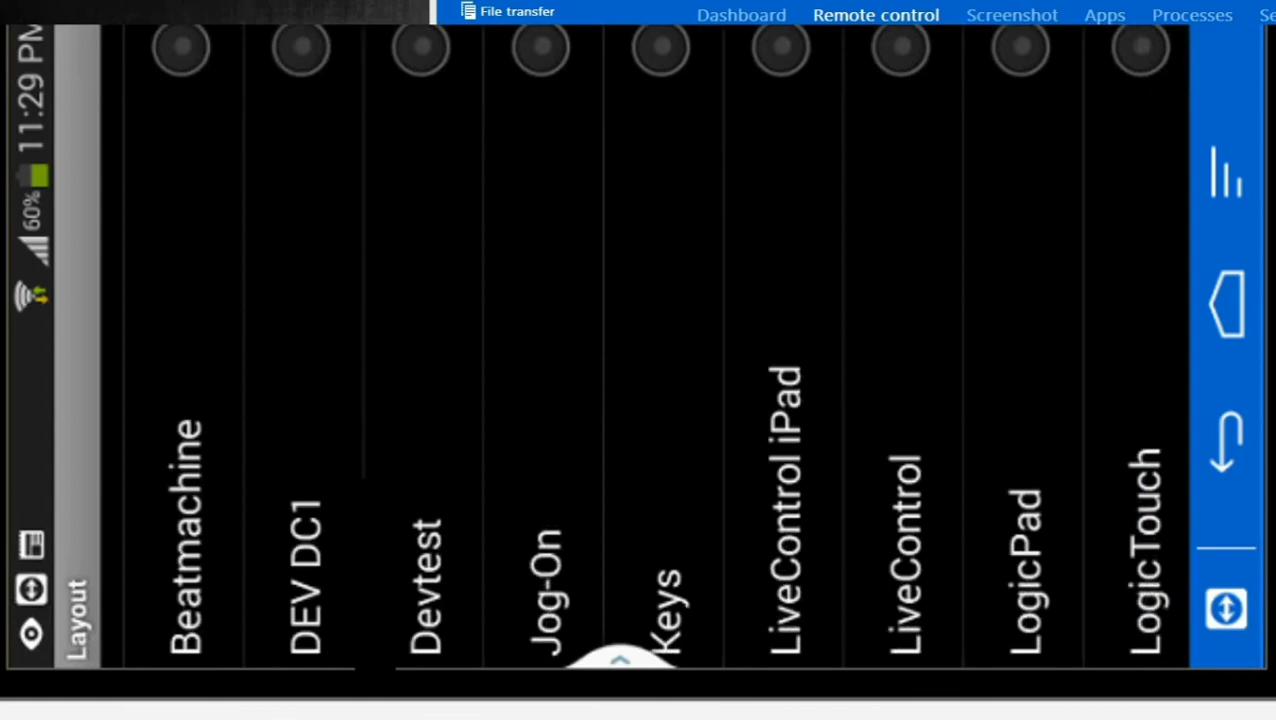 File transfer
Dashboard
Remote control
Screenshot
Apps
Processes
11:29 PM
60%
Layout
Beatmachine
DEV DC1
Devtest
Jog-On
Keys
LiveControl iPad
LiveControl
LogicPad
LogicTouch